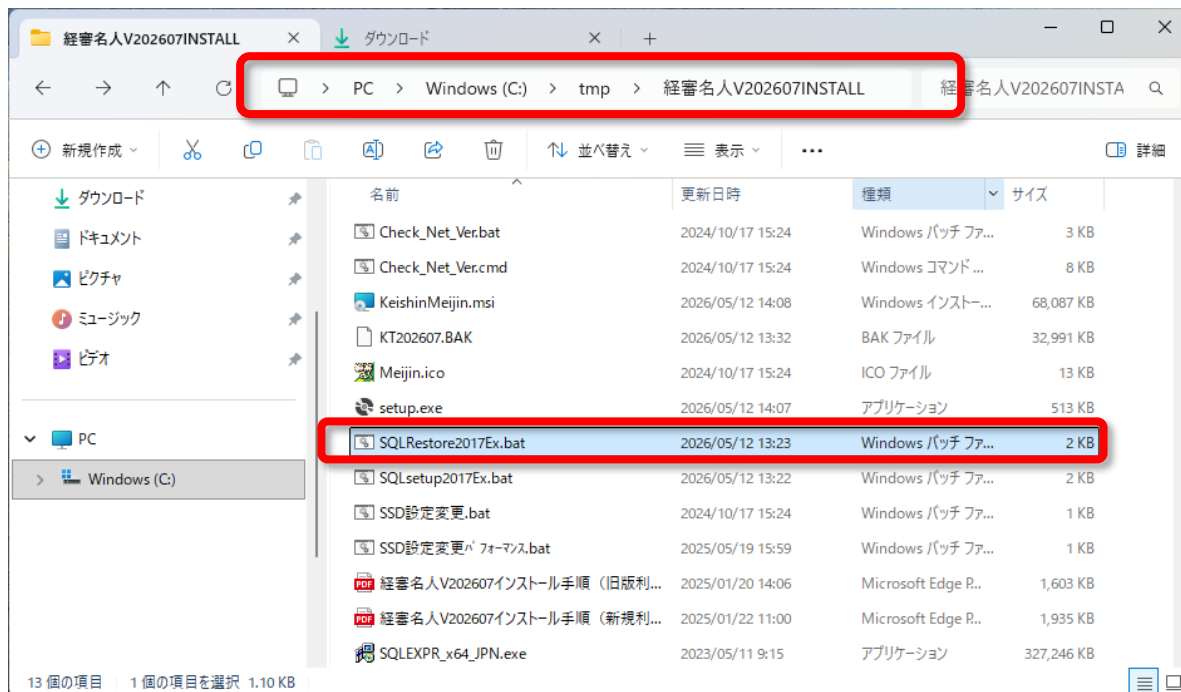 経審名人V202607INSTALL
ダウンロード
PC > Windows (C:) > tmp > 経審名人V202607INSTALL
経審名人V202607INSTA
新規作成
並べ替え
表示
詳細
ダウンロード
ドキュメント
ピクチャ
ミュージック
ビデオ
PC
Windows (C:)
名前 更新日時 種類 サイズ
Check_Net_Ver.bat 2024/10/17 15:24 Windows バッチ ファ... 3 KB
Check_Net_Ver.cmd 2024/10/17 15:24 Windows コマンド ... 8 KB
KeishinMeijin.msi 2026/05/12 14:08 Windows インストー... 68,087 KB
KT202607.BAK 2026/05/12 13:32 BAK ファイル 32,991 KB
Meijin.ico 2024/10/17 15:24 ICO ファイル 13 KB
setup.exe 2026/05/12 14:07 アプリケーション 513 KB
SQLRestore2017Ex.bat 2026/05/12 13:23 Windows バッチ ファ... 2 KB
SQLsetup2017Ex.bat 2026/05/12 13:22 Windows バッチ ファ... 2 KB
SSD設定変更.bat 2024/10/17 15:24 Windows バッチ ファ... 1 KB
SSD設定変更ﾊﾟﾌｫｰﾏﾝｽ.bat 2025/05/19 15:59 Windows バッチ ファ... 1 KB
経審名人V202607インストール手順（旧版利... 2025/01/20 14:06 Microsoft Edge P... 1,603 KB
経審名人V202607インストール手順（新規利... 2025/01/22 11:00 Microsoft Edge P... 1,935 KB
SQLEXPR_x64_JPN.exe 2023/05/11 9:15 アプリケーション 327,246 KB
13 個の項目 1 個の項目を選択 1.10 KB